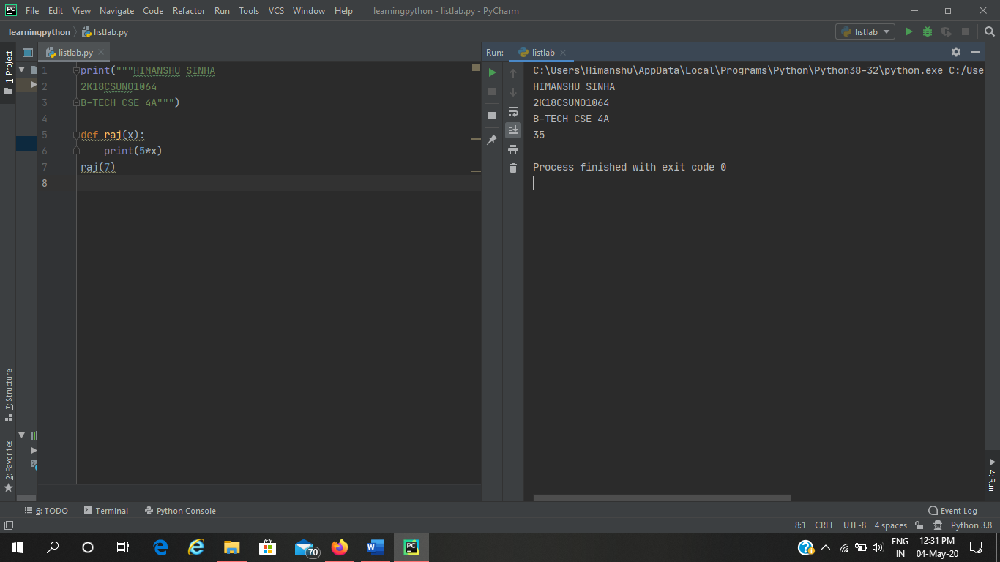 PC File Edit View Navigate Code Refactor Run Tools VCS Window Help learningpython - listlab.py - PyCharm
learningpython listlab.py listlab
1: Project
listlab.py
Run: listlab
1 print("""HIMANSHU SINHA
2 2K18CSUNO1064
3 B-TECH CSE 4A""")
4
5 def raj(x):
6 print(5*x)
7 raj(7)
8
C:\Users\Himanshu\AppData\Local\Programs\Python\Python38-32\python.exe C:/Use
HIMANSHU SINHA
2K18CSUNO1064
B-TECH CSE 4A
35
Process finished with exit code 0
7: Structure
2: Favorites
4: Run
6: TODO Terminal Python Console Event Log
8:1 CRLF UTF-8 4 spaces Python 3.8
70 W PC ENG 12:31 PM
IN 04-May-20